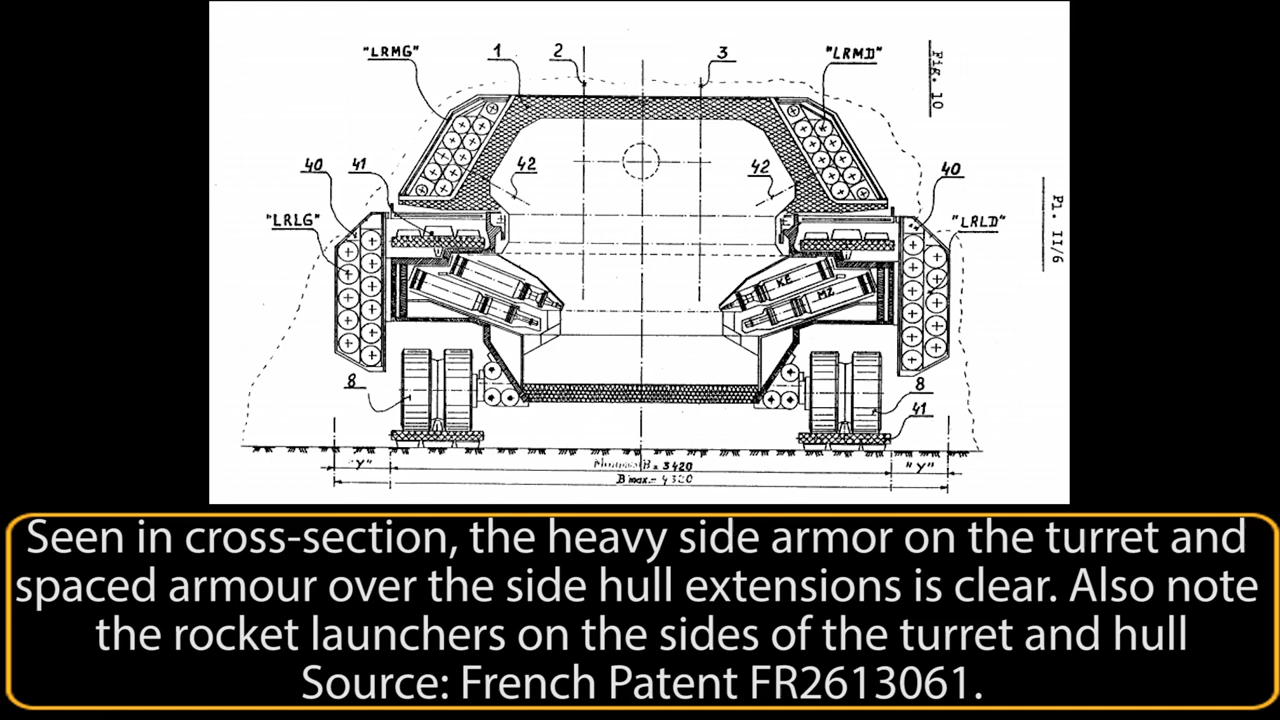 "LRMG"
1
2
3
"LRMD"
Fig. 10
40
41
42
42
40
"LRLG"
"LRLD"
Pl. II/6
KE
MZ
8
8
41
"Y"
B = 3420
"Y"
B max. = 4320
Seen in cross-section, the heavy side armor on the turret and
spaced armour over the side hull extensions is clear. Also note
the rocket launchers on the sides of the turret and hull
Source: French Patent FR2613061.